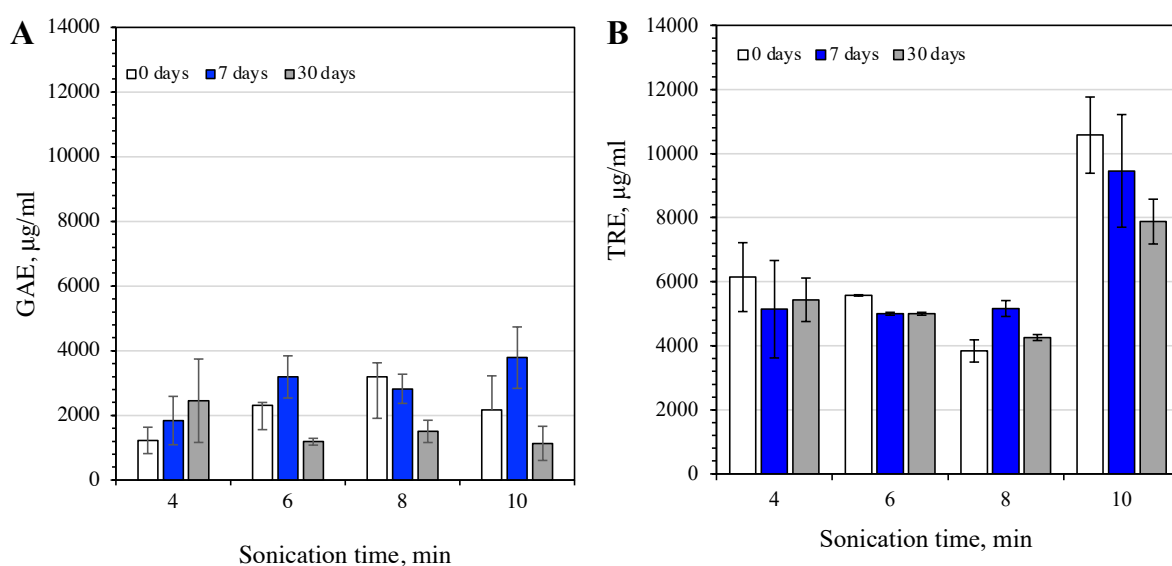 A
GAE, µg/ml
14000
12000
10000
8000
6000
4000
2000
0
0 days 7 days 30 days
4 6 8 10
Sonication time, min
B
TRE, µg/ml
14000
12000
10000
8000
6000
4000
2000
0
0 days 7 days 30 days
4 6 8 10
Sonication time, min